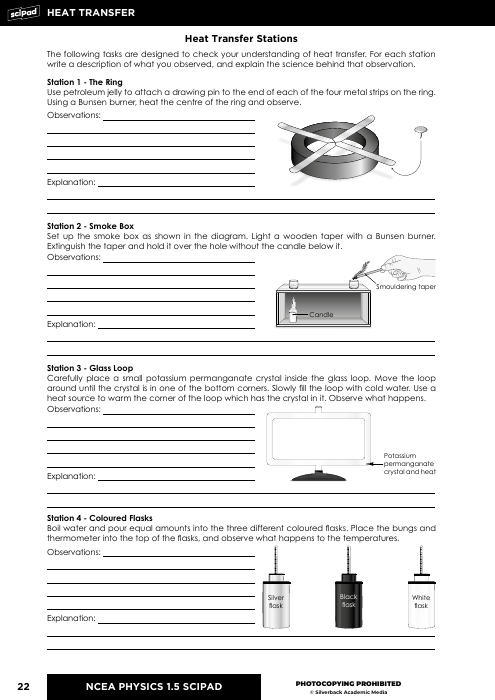 scipad HEAT TRANSFER
Heat Transfer Stations
The following tasks are designed to check your understanding of heat transfer. For each station
write a description of what you observed, and explain the science behind that observation.
Station 1 - The Ring
Use petroleum jelly to attach a drawing pin to the end of each of the four metal strips on the ring.
Using a Bunsen burner, heat the centre of the ring and observe.
Observations:
Explanation:
Station 2 - Smoke Box
Set up the smoke box as shown in the diagram. Light a wooden taper with a Bunsen burner.
Extinguish the taper and hold it over the hole without the candle below it.
Observations:
Smouldering taper
Candle
Explanation:
Station 3 - Glass Loop
Carefully place a small potassium permanganate crystal inside the glass loop. Move the loop
around until the crystal is in one of the bottom corners. Slowly fill the loop with cold water. Use a
heat source to warm the corner of the loop which has the crystal in it. Observe what happens.
Observations:
Potassium
permanganate
crystal and heat
Explanation:
Station 4 - Coloured Flasks
Boil water and pour equal amounts into the three different coloured flasks. Place the bungs and
thermometer into the top of the flasks, and observe what happens to the temperatures.
Observations:
Silver
flask
Black
flask
White
flask
Explanation:
22 NCEA PHYSICS 1.5 SCIPAD
PHOTOCOPYING PROHIBITED
© Silverback Academic Media